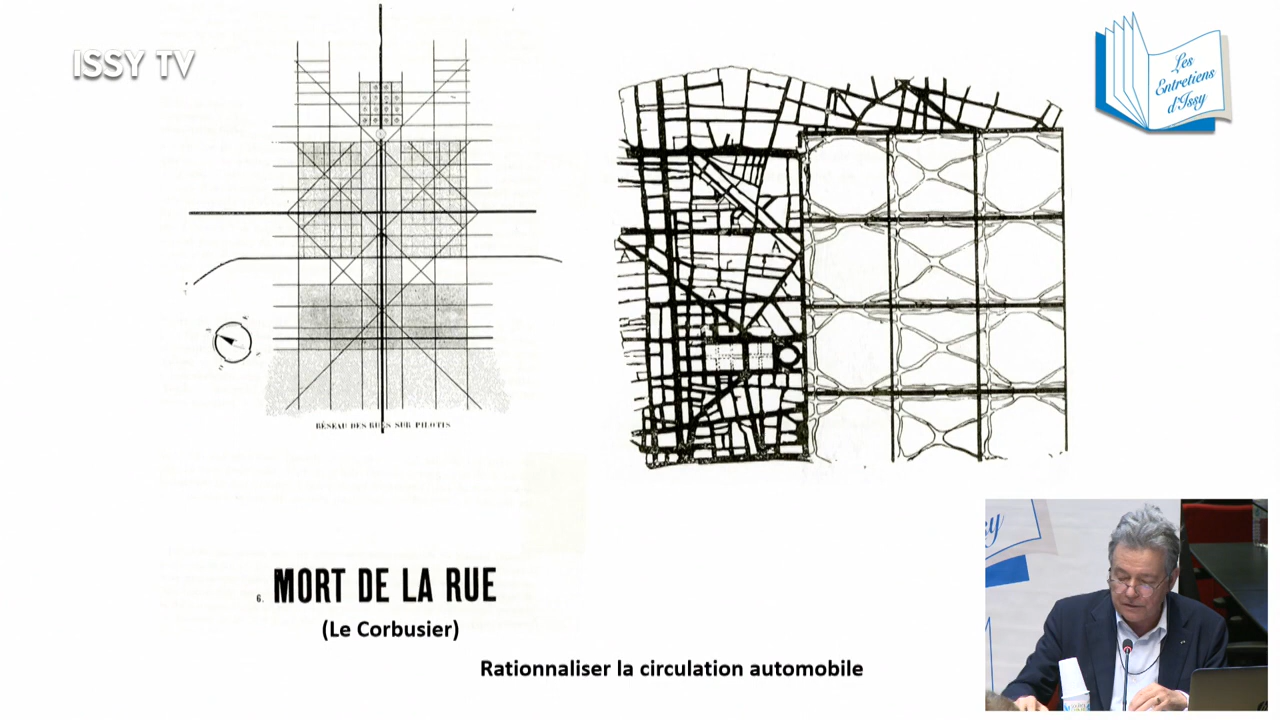 ISSY TV
Les
Entretiens
d'Issy
A
A
A
RÉSEAU DES RUES SUR PILOTIS
6. MORT DE LA RUE
(Le Corbusier)
Rationnaliser la circulation automobile